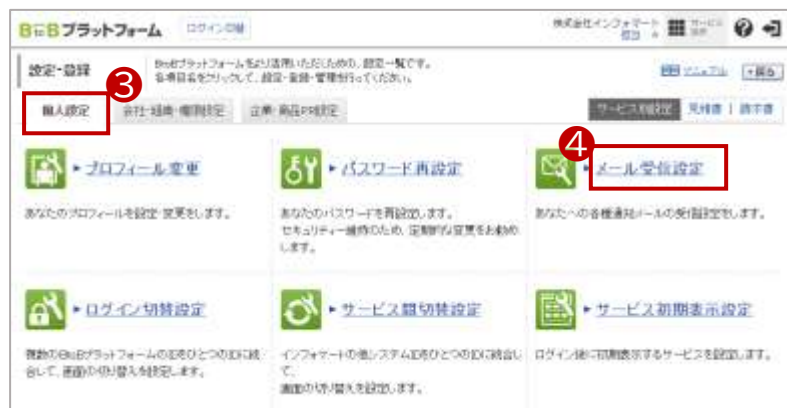 BtoBプラットフォーム ログイン切替 株式会社インフォマート
担当 サービス
設定・登録 BtoBプラットフォームをより活用いただくための、設定一覧です。
各項目名をクリックして、設定・登録・管理を行ってください。 マニュアル 戻る
3
個人設定 会社・組織・権限設定 企業・商品PR設定 サービス別設定 見積書 | 請求書
4
プロフィール変更 パスワード再設定 メール受信設定
あなたのプロフィールを設定・変更をします。 あなたのパスワードを再設定します。 あなたへの各種通知メールの受信設定をします。
セキュリティー維持のため、定期的な変更をお勧め
します。
ログイン切替設定 サービス間切替設定 サービス初期表示設定
複数のBtoBプラットフォームのIDをひとつのIDに統 インフォマートの他システムIDをひとつのIDに統合し ログイン後に初期表示するサービスを設定します。
合して、画面の切り替えを設定します。 て、
画面の切り替えを設定します。